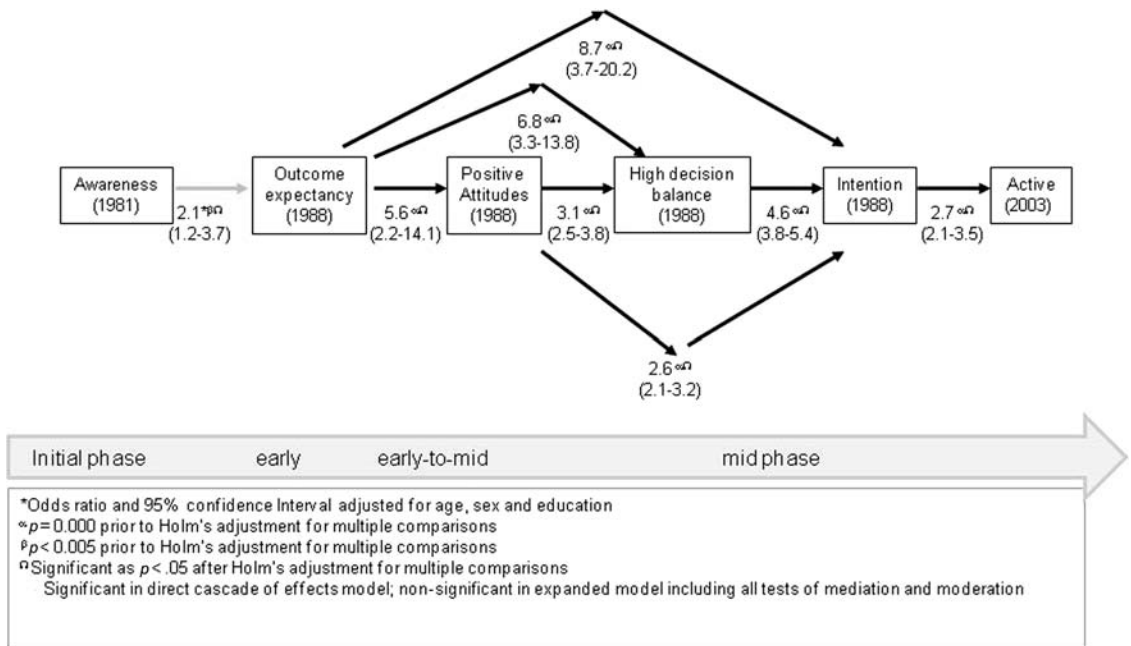 8.7 ∝Ω
(3.7-20.2)
6.8 ∝Ω
(3.3-13.8)
Awareness
(1981)
2.1*βΩ
(1.2-3.7)
Outcome
expectancy
(1988)
5.6 ∝Ω
(2.2-14.1)
Positive
Attitudes
(1988)
3.1 ∝Ω
(2.5-3.8)
High decision
balance
(1988)
4.6 ∝Ω
(3.8-5.4)
Intention
(1988)
2.7 ∝Ω
(2.1-3.5)
Active
(2003)
2.6 ∝Ω
(2.1-3.2)
Initial phase early early-to-mid mid phase
*Odds ratio and 95% confidence Interval adjusted for age, sex and education
∝p= 0.000 prior to Holm's adjustment for multiple comparisons
βp< 0.005 prior to Holm's adjustment for multiple comparisons
ΩSignificant as p< .05 after Holm's adjustment for multiple comparisons
Significant in direct cascade of effects model; non-significant in expanded model including all tests of mediation and moderation